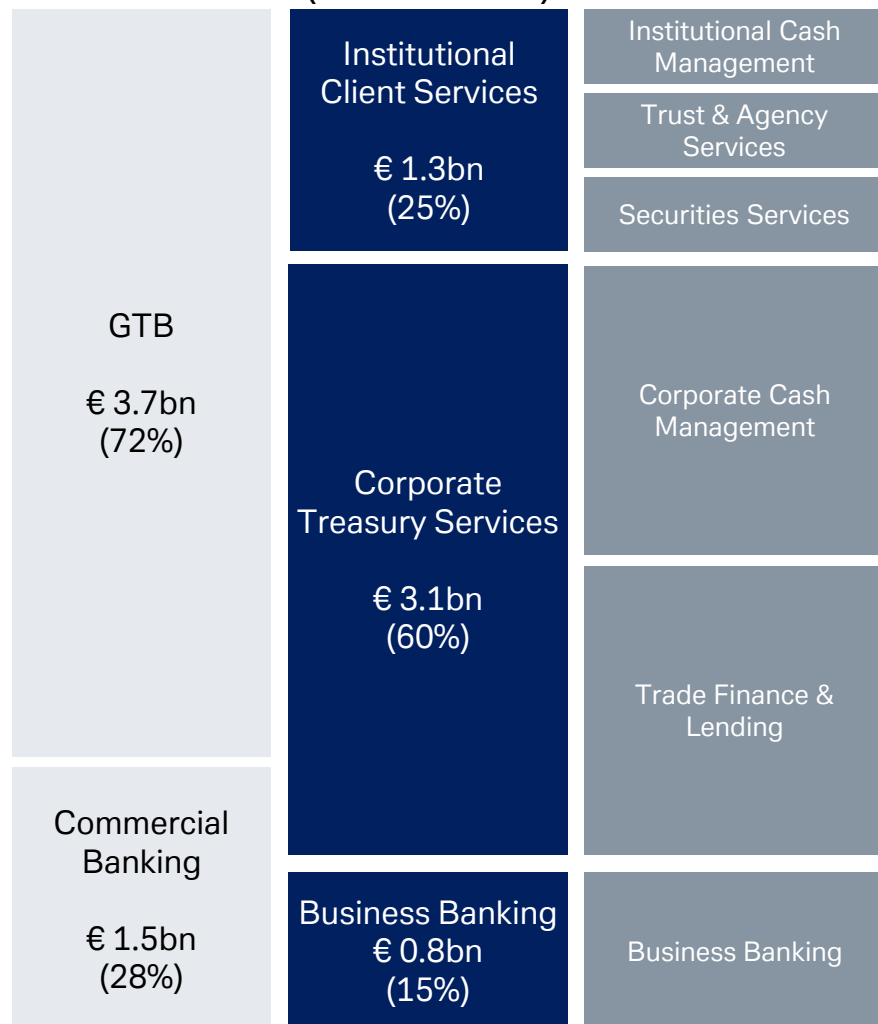 GTB
€ 3.7bn
(72%)
Commercial
Banking
€ 1.5bn
(28%)
Institutional
Client Services
€ 1.3bn
(25%)
Corporate
Treasury Services
€ 3.1bn
(60%)
Business Banking
€ 0.8bn
(15%)
Institutional Cash
Management
Trust & Agency
Services
Securities Services
Corporate Cash
Management
Trade Finance &
Lending
Business Banking